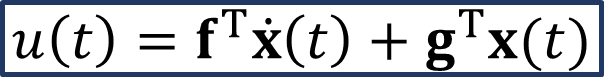 u(t) = fᵀẋ(t) + gᵀx(t)